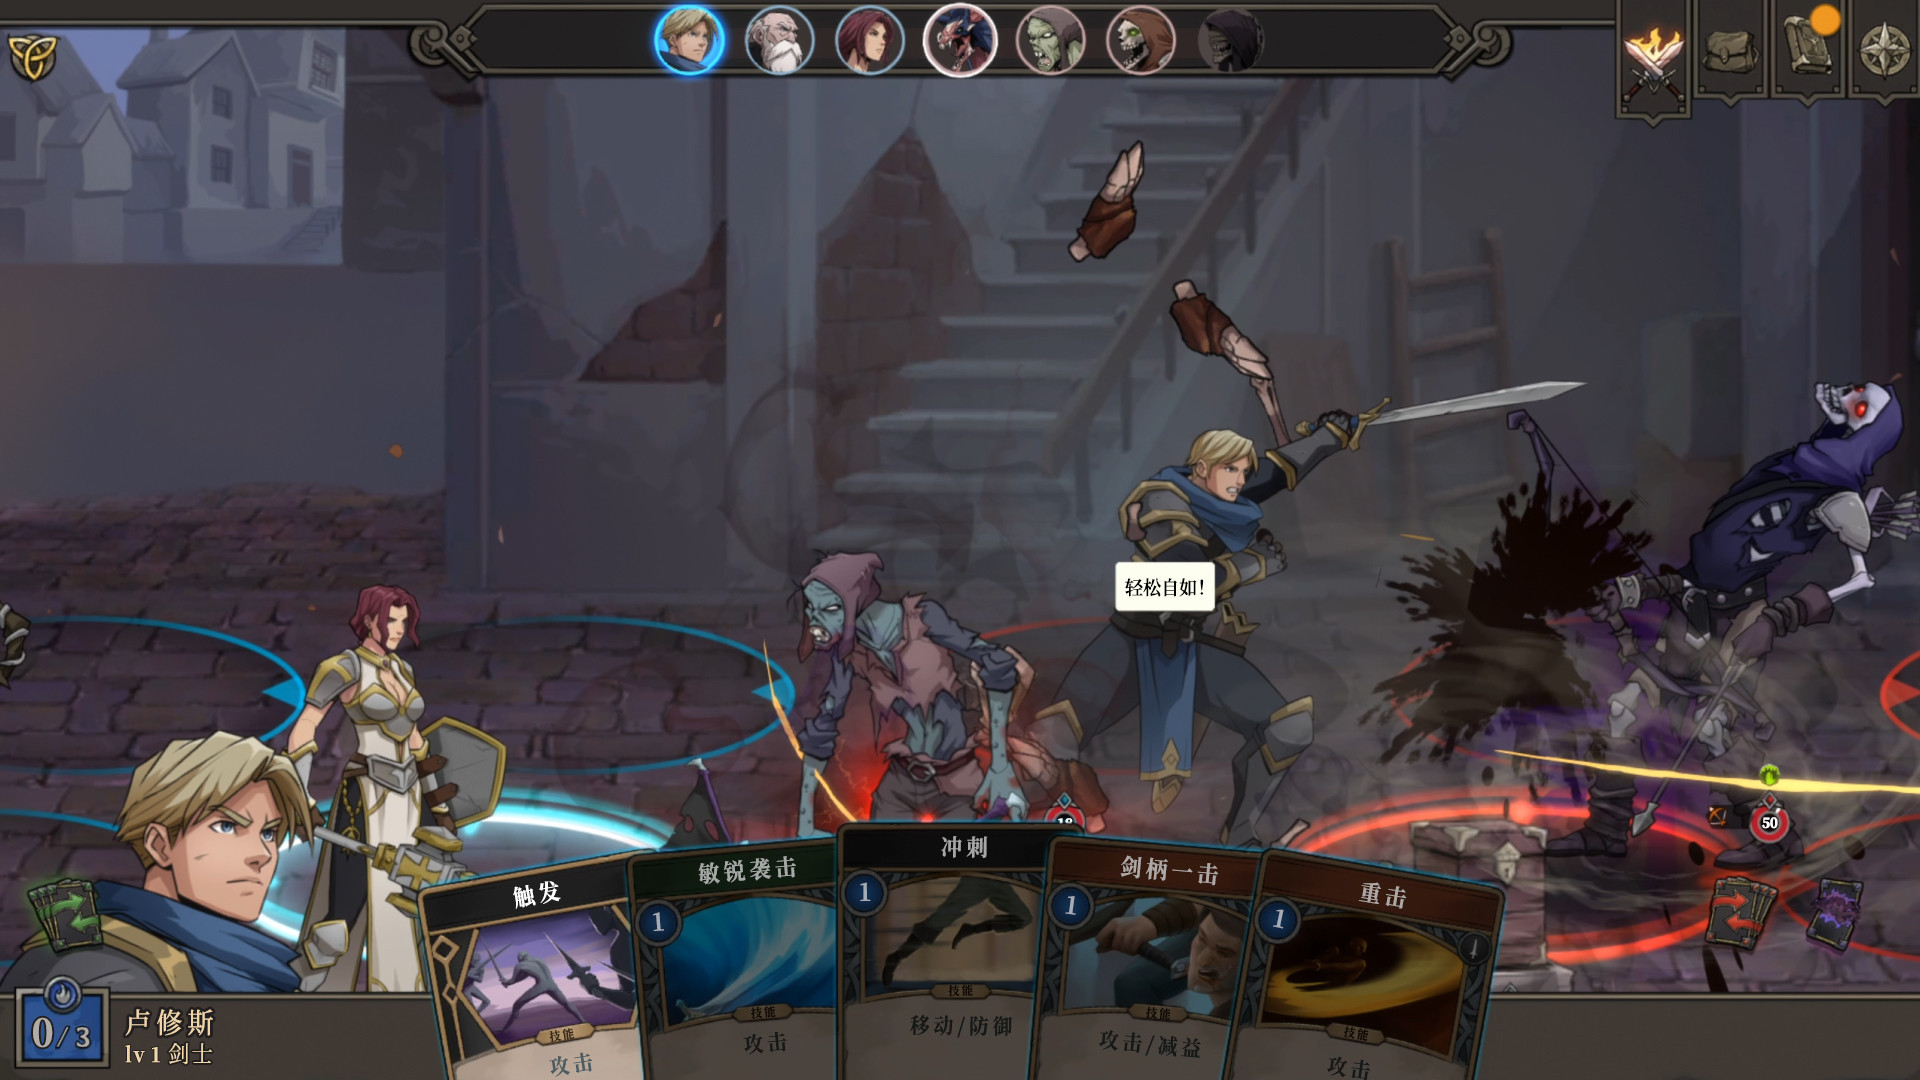 轻松自如!
50
18
触发
技能
攻击
敏锐袭击
1
技能
攻击
冲刺
1
技能
移动/防御
剑柄一击
1
技能
攻击/减益
重击
1
技能
攻击
0/3
卢修斯
lv 1 剑士